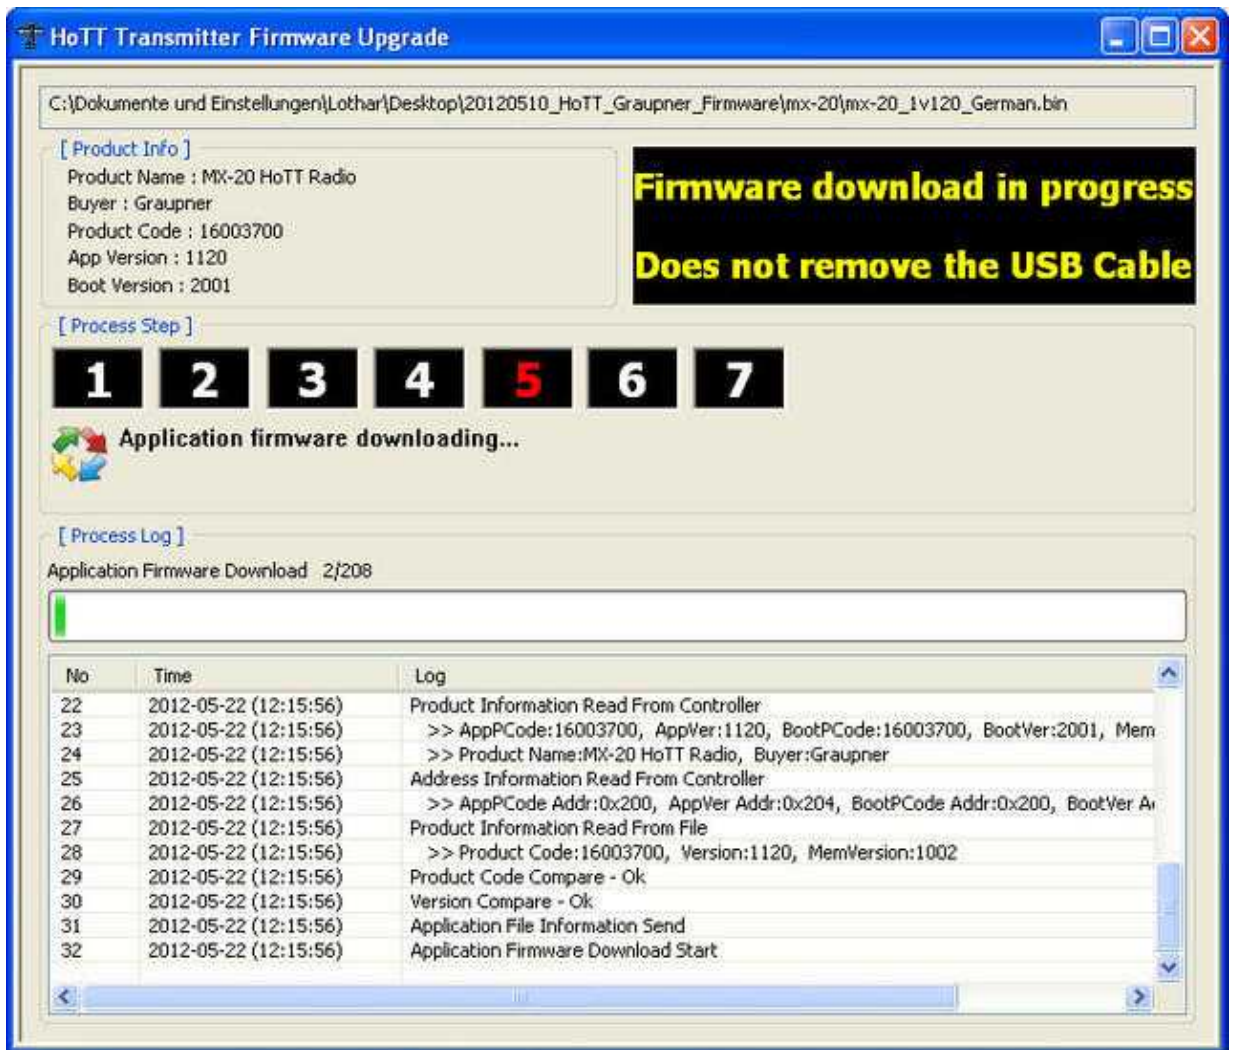 HoTT Transmitter Firmware Upgrade
C:\Dokumente und Einstellungen\Lothar\Desktop\20120510_HoTT_Graupner_Firmware\mx-20\mx-20_1v120_German.bin
[ Product Info ]
Product Name : MX-20 HoTT Radio
Buyer : Graupner
Product Code : 16003700
App Version : 1120
Boot Version : 2001
Firmware download in progress
Does not remove the USB Cable
[ Process Step ]
1 2 3 4 5 6 7
Application firmware downloading...
[ Process Log ]
Application Firmware Download 2/208
No Time Log
22 2012-05-22 (12:15:56) Product Information Read From Controller
23 2012-05-22 (12:15:56) >> AppPCode:16003700, AppVer:1120, BootPCode:16003700, BootVer:2001, Mem
24 2012-05-22 (12:15:56) >> Product Name:MX-20 HoTT Radio, Buyer:Graupner
25 2012-05-22 (12:15:56) Address Information Read From Controller
26 2012-05-22 (12:15:56) >> AppPCode Addr:0x200, AppVer Addr:0x204, BootPCode Addr:0x200, BootVer
27 2012-05-22 (12:15:56) Product Information Read From File
28 2012-05-22 (12:15:56) >> Product Code:16003700, Version:1120, MemVersion:1002
29 2012-05-22 (12:15:56) Product Code Compare - Ok
30 2012-05-22 (12:15:56) Version Compare - Ok
31 2012-05-22 (12:15:56) Application File Information Send
32 2012-05-22 (12:15:56) Application Firmware Download Start